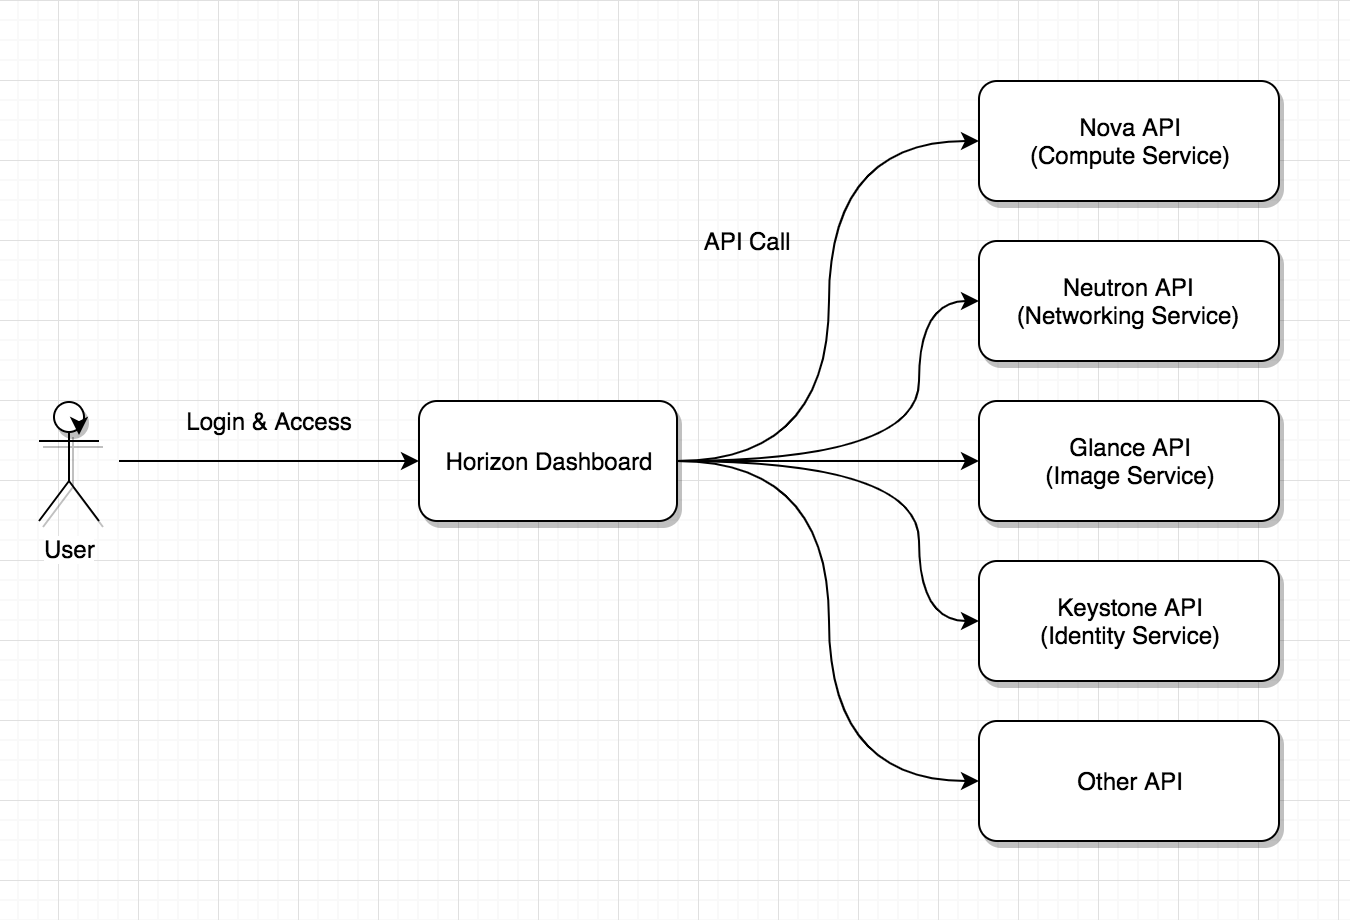 Nova API
(Compute Service)
API Call
Neutron API
(Networking Service)
Login & Access
Horizon Dashboard
Glance API
(Image Service)
User
Keystone API
(Identity Service)
Other API